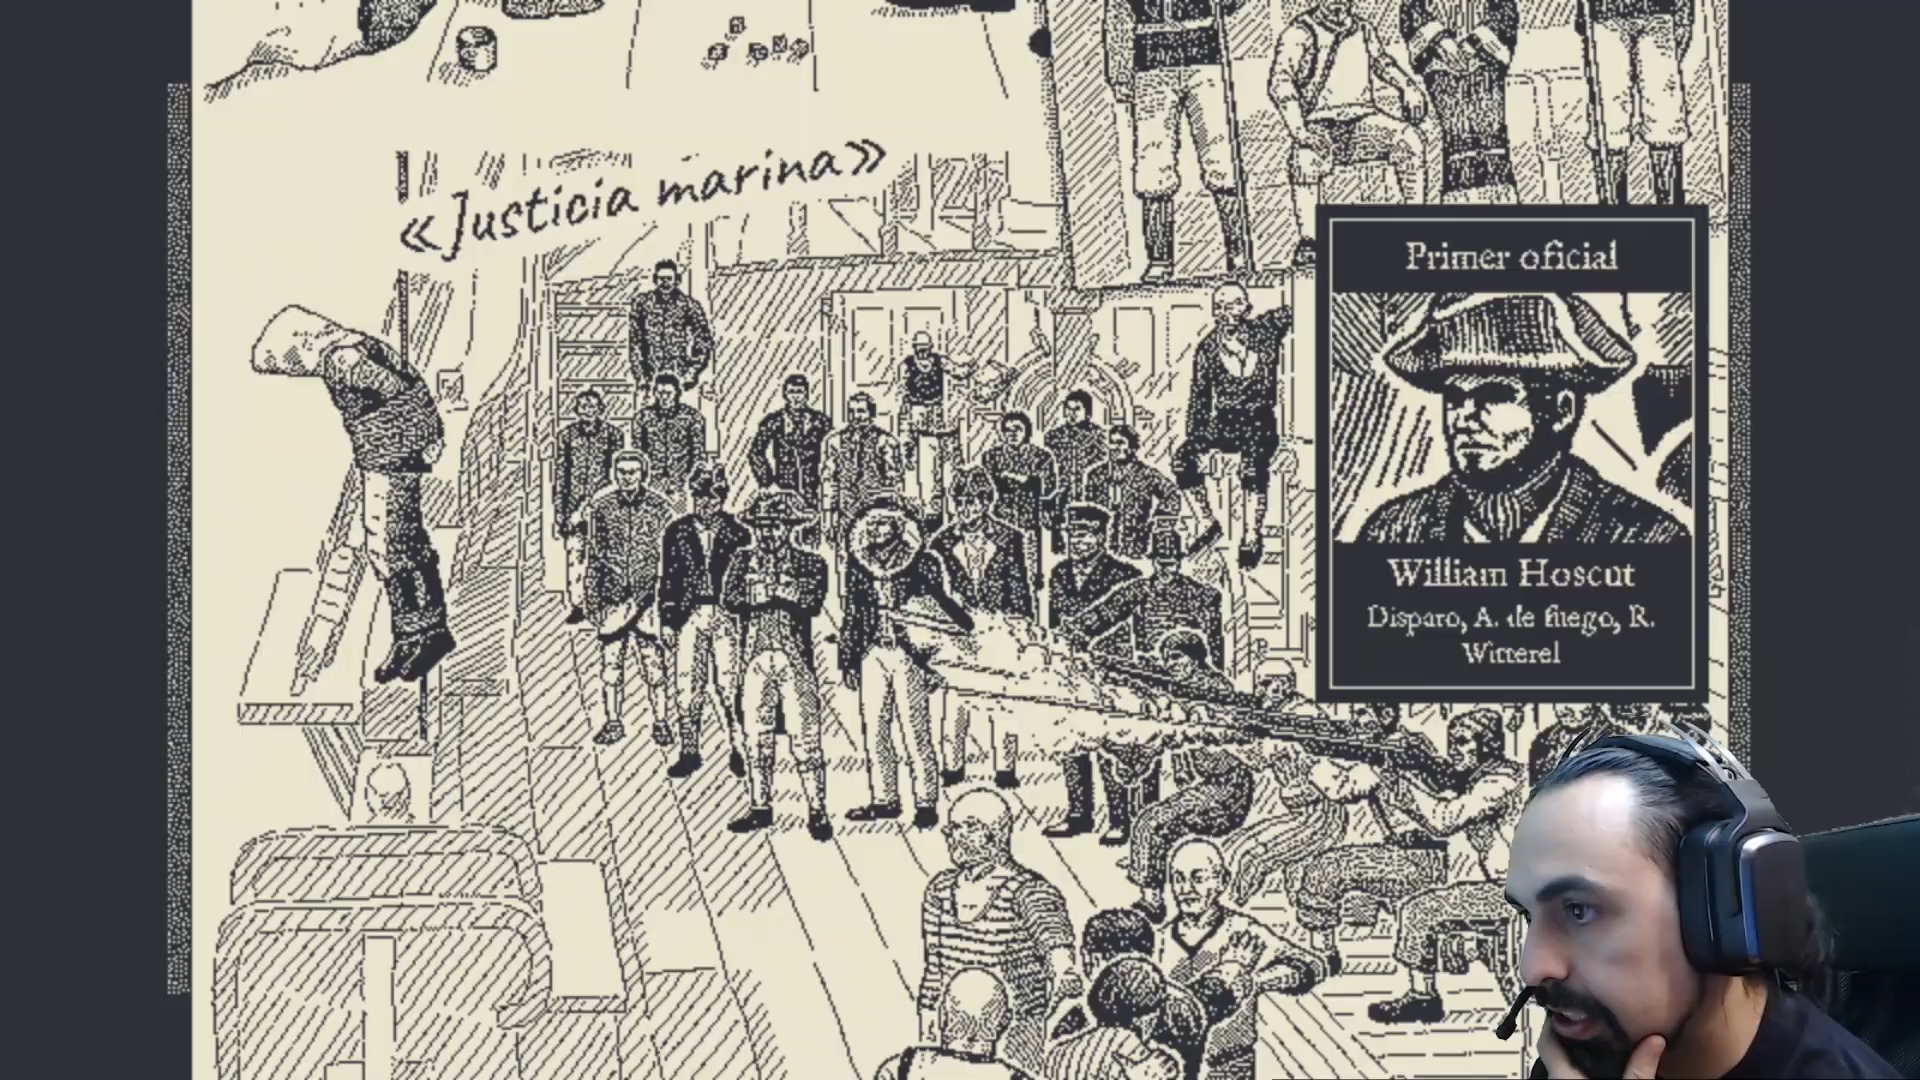 «Justicia marina»
Primer oficial
William Hoscut
Disparo, A. de fuego, R.
Witterel